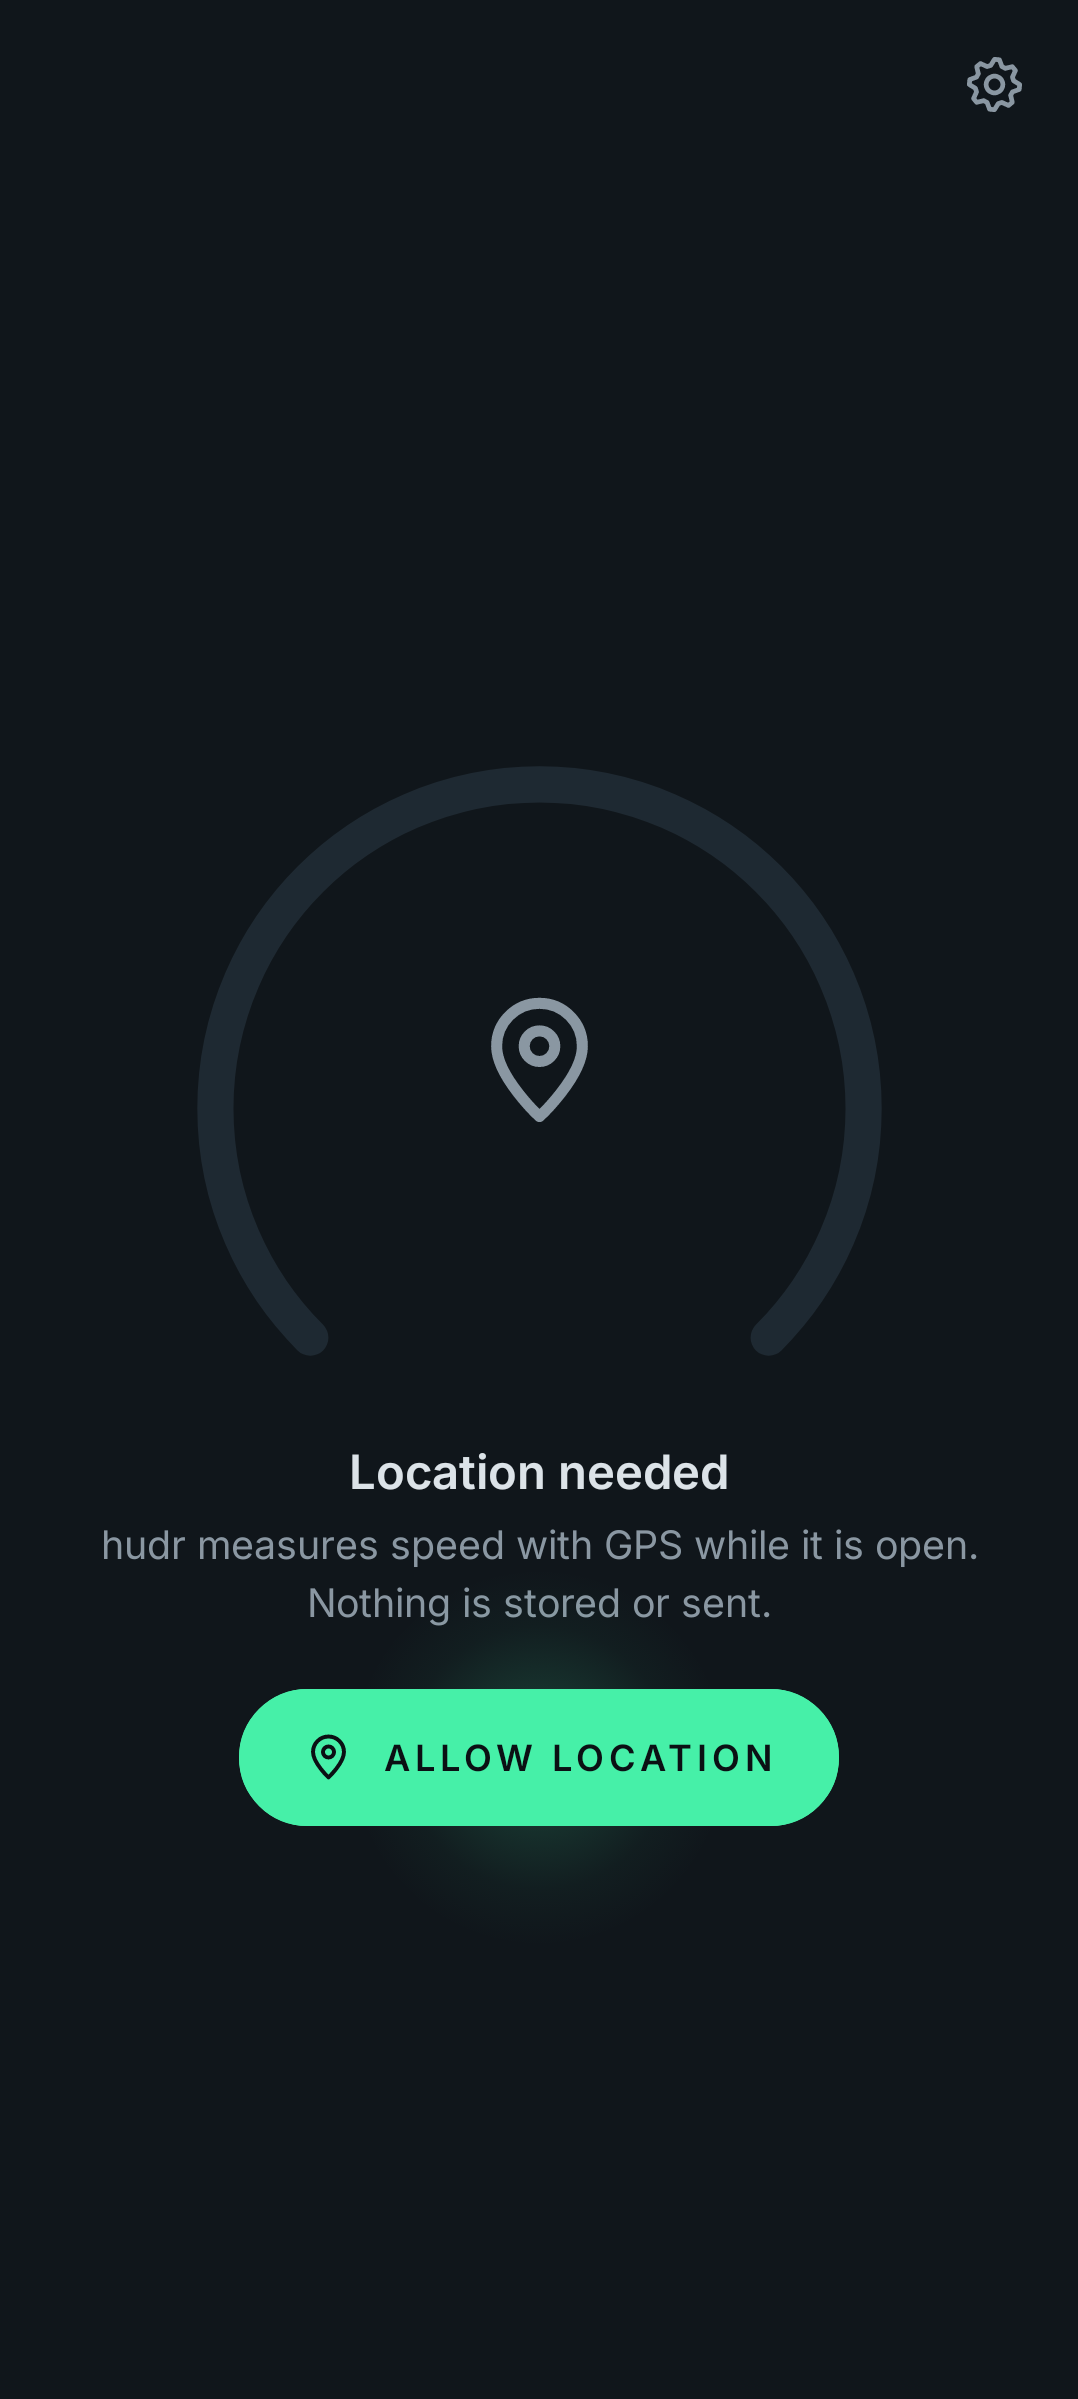 Location needed
hudr measures speed with GPS while it is open.
Nothing is stored or sent.
ALLOW LOCATION